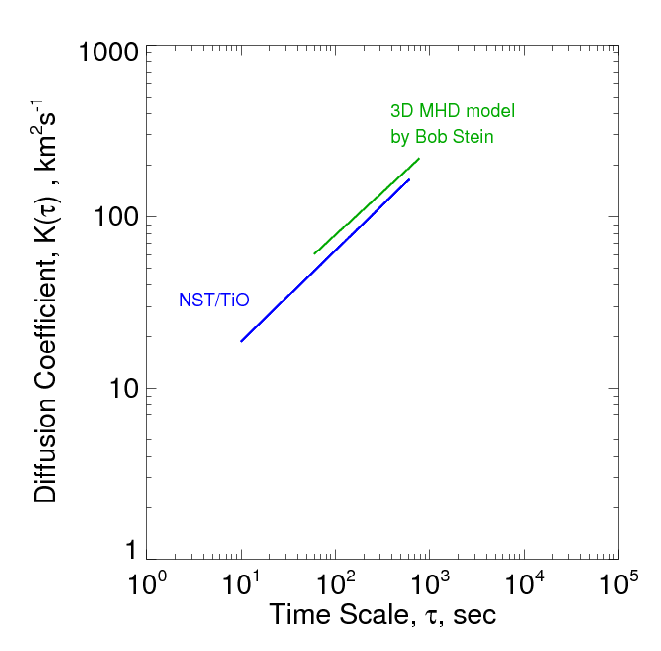 1000
100
10
1
Diffusion Coefficient, K(τ) , km²s⁻¹
3D MHD model
by Bob Stein
NST/TiO
10⁰ 10¹ 10² 10³ 10⁴ 10⁵
Time Scale, τ, sec